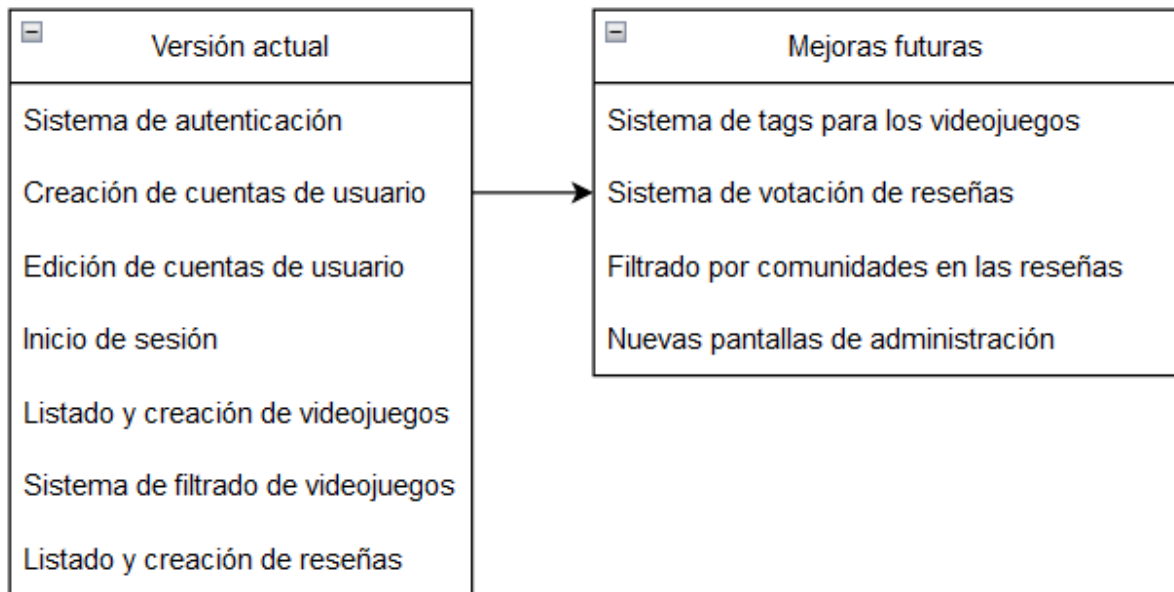 Versión actual
Sistema de autenticación
Creación de cuentas de usuario
Edición de cuentas de usuario
Inicio de sesión
Listado y creación de videojuegos
Sistema de filtrado de videojuegos
Listado y creación de reseñas
Mejoras futuras
Sistema de tags para los videojuegos
Sistema de votación de reseñas
Filtrado por comunidades en las reseñas
Nuevas pantallas de administración